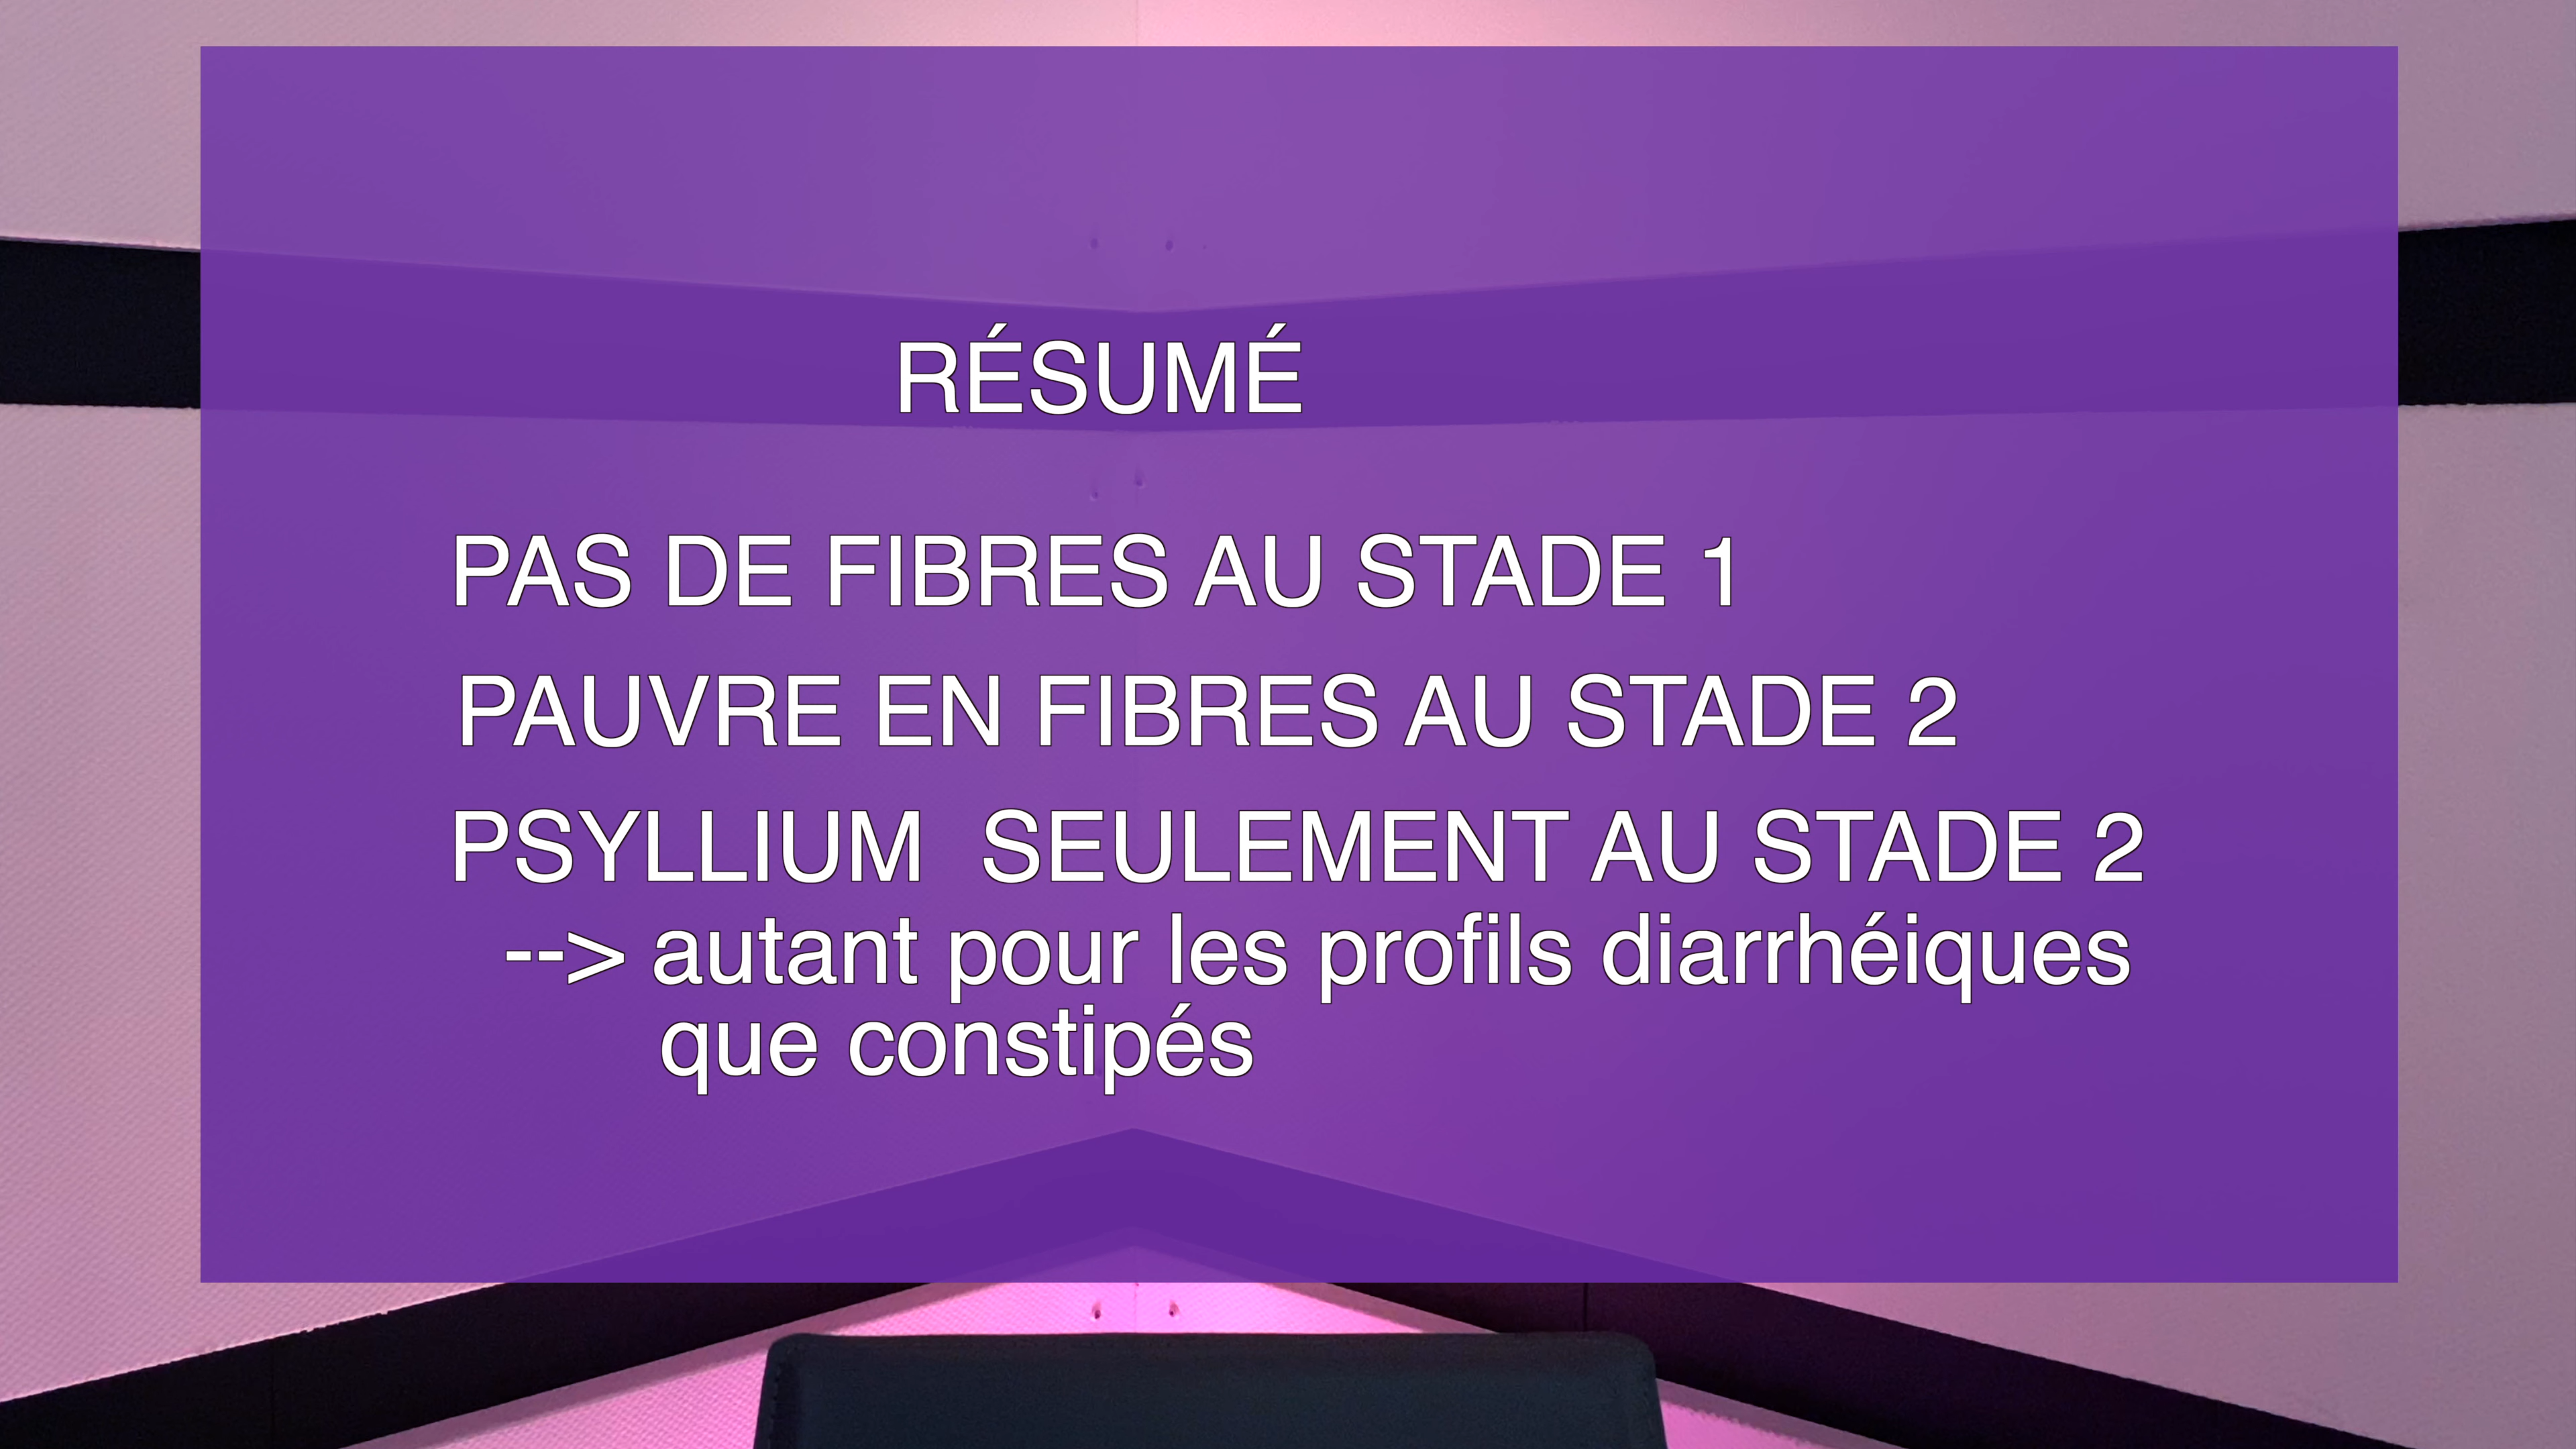 RÉSUMÉ
PAS DE FIBRES AU STADE 1
PAUVRE EN FIBRES AU STADE 2
PSYLLIUM  SEULEMENT AU STADE 2
--> autant pour les profils diarrhéiques
que constipés